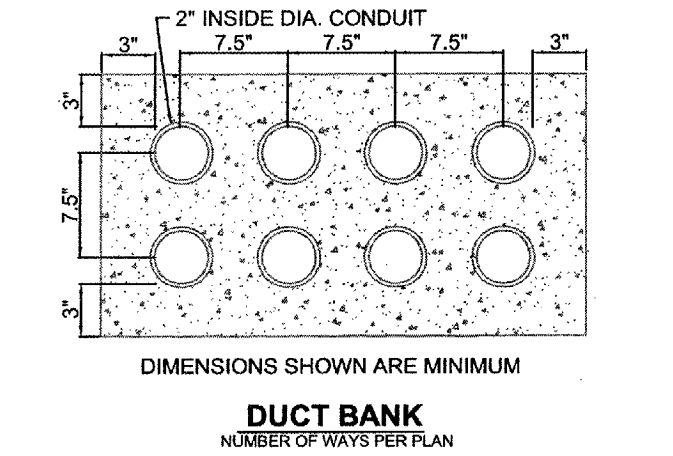 2" INSIDE DIA. CONDUIT
3" 7.5" 7.5" 7.5" 3"
3"
7.5"
3"
DIMENSIONS SHOWN ARE MINIMUM
DUCT BANK
NUMBER OF WAYS PER PLAN